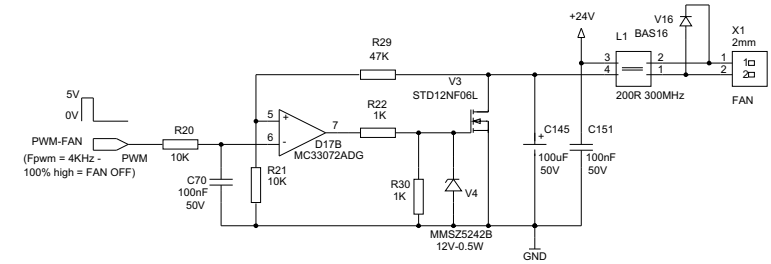 +24V
V16
BAS16
L1
X1
2mm
3
2
1
1
4
1
2
2
200R 300MHz
FAN
R29
47K
V3
STD12NF06L
5V
0V
PWM-FAN
(Fpwm = 4KHz -
100% high = FAN OFF)
PWM
R20
10K
5
+
6
-
7
D17B
MC33072ADG
R22
1K
C70
100nF
50V
R21
10K
R30
1K
V4
MMSZ5242B
12V-0.5W
+
C145
100uF
50V
C151
100nF
50V
GND